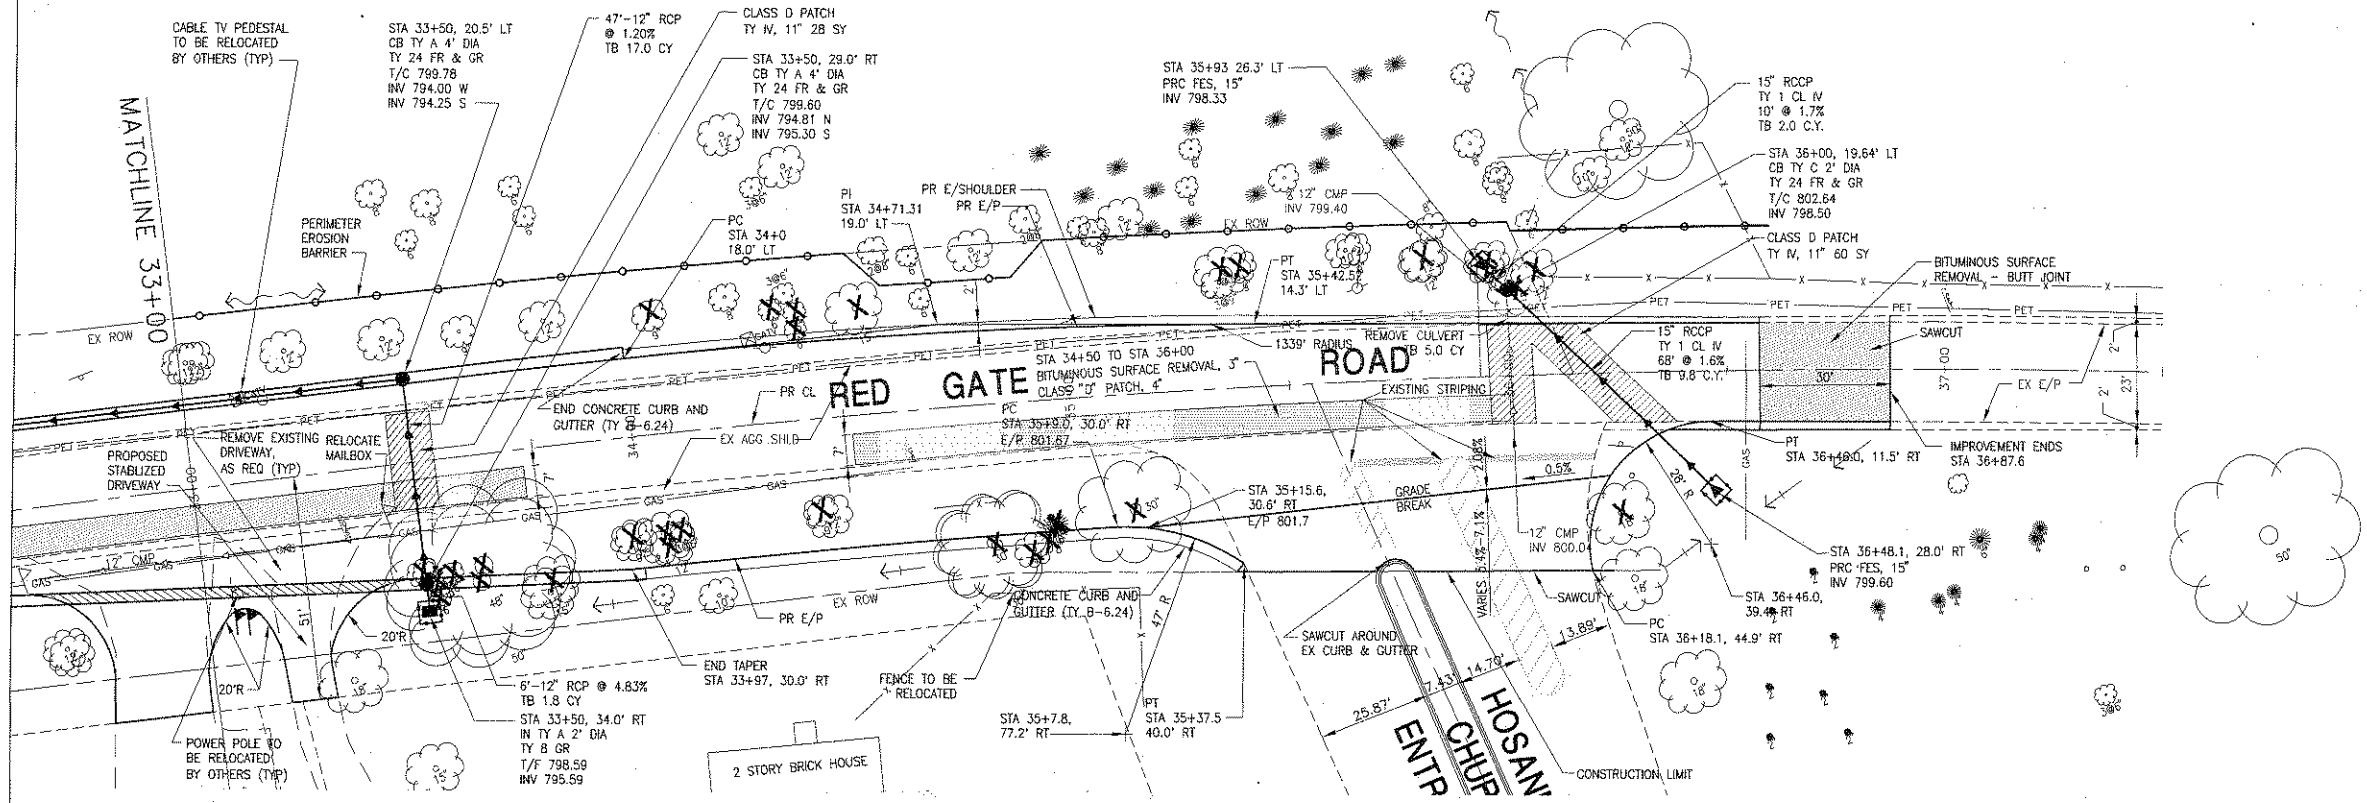 CABLE TV PEDESTAL
TO BE RELOCATED
BY OTHERS (TYP)
STA 33+50, 20.5' LT
CB TY A 4' DIA
TY 24 FR & GR
T/C 799.78
INV 794.00 W
INV 794.25 S
47'-12" RCP
@ 1.20%
TB 17.0 CY
CLASS D PATCH
TY IV, 11" 28 SY
STA 33+50, 29.0' RT
CB TY A 4' DIA
TY 24 FR & GR
T/C 799.60
INV 794.81 N
INV 795.30 S
STA 35+93 26.3' LT
PRC FES, 15"
INV 798.33
15" RCCP
TY 1 CL IV
10' @ 1.7%
TB 2.0 C.Y.
STA 36+00, 19.64' LT
CB TY C 2' DIA
TY 24 FR & GR
T/C 802.64
INV 798.50
CLASS D PATCH
TY IV, 11" 60 SY
BITUMINOUS SURFACE
REMOVAL - BUTT JOINT
SAWCUT
MATCHLINE 33+00
PERIMETER
EROSION
BARRIER
EX ROW
PC
STA 34+0
18.0' LT
PI
STA 34+71.31
19.0' LT
PR E/SHOULDER
PR E/P
12" CMP
INV 799.40
EX ROW
PT
STA 35+42.52
14.3' LT
1339' RADIUS
REMOVE CULVERT
TB 5.0 CY
15" RCCP
TY 1 CL IV
68' @ 1.6%
TB 9.8 C.Y.
30'
37+00
2'
23'
2'
EX E/P
RED GATE ROAD
STA 34+50 TO STA 36+00
BITUMINOUS SURFACE REMOVAL, 3"
CLASS "D" PATCH, 4"
PR CL
EXISTING STRIPING
END CONCRETE CURB AND
GUTTER (TY B-6.24)
EX AGG SHLD
PC
STA 35+9.0, 30.0' RT
E/P 801.67
REMOVE EXISTING
DRIVEWAY,
AS REQ (TYP)
RELOCATE
MAILBOX
PROPOSED
STABLIZED
DRIVEWAY
33+00
34+00
7'
7'
GAS
12" CMP
STA 35+15.6,
30.6' RT
E/P 801.7
GRADE
BREAK
2.08%
0.5%
VARIES 5.4%-7.1%
12" CMP
INV 800.04
28' R
GAS
PT
STA 36+46.0, 11.5' RT
IMPROVEMENT ENDS
STA 36+87.6
STA 36+48.1, 28.0' RT
PRC FES, 15"
INV 799.60
STA 36+46.0,
39.4' RT
PC
STA 36+18.1, 44.9' RT
SAWCUT
13.89'
14.70'
7.43'
25.87'
SAWCUT AROUND
EX CURB & GUTTER
CONCRETE CURB AND
GUTTER (TY B-6.24)
47' R
EX ROW
PR E/P
END TAPER
STA 33+97, 30.0' RT
FENCE TO BE
RELOCATED
20'R
51'
48"
50"
20'R
6'-12" RCP @ 4.83%
TB 1.8 CY
STA 33+50, 34.0' RT
IN TY A 2' DIA
TY 8 GR
T/F 798.59
INV 795.59
POWER POLE TO
BE RELOCATED
BY OTHERS (TYP)
2 STORY BRICK HOUSE
STA 35+7.8,
77.2' RT
PT
STA 35+37.5
40.0' RT
HOSAN
CHUR
ENTR
CONSTRUCTION LIMIT
50"